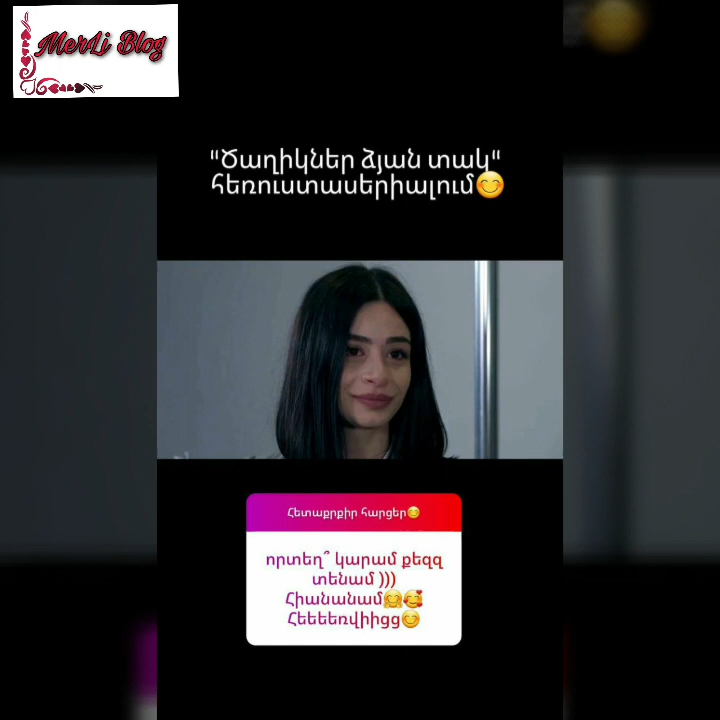 MerLi Blog
"Ծաղիկներ ձյան տակ"
հեռուստասերիալում😊
Հետաքրքիր հարցեր😊
որտեղ՞ կարամ քեզզ
տենամ )))
Հիանանամ🤗🥰
Հեեեեռվիիցց😊